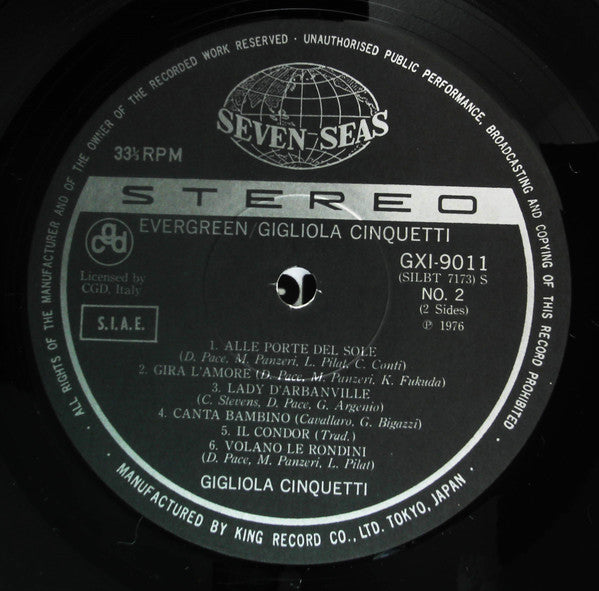 ALL RIGHTS OF THE MANUFACTURER AND OF THE OWNER OF THE RECORDED WORK RESERVED · UNAUTHORISED PUBLIC PERFORMANCE, BROADCASTING AND COPYING OF THIS RECORD PROHIBITED ·
SEVEN SEAS
33⅓ RPM
STEREO
EVERGREEN/GIGLIOLA CINQUETTI
cgd
Licensed by
CGD, Italy
S.I.A.E.
GXI-9011
(SILBT 7173) S
NO. 2
(2 Sides)
℗ 1976
1. ALLE PORTE DEL SOLE
(D. Pace, M. Panzeri, L. Pilat, C. Conti)
2. GIRA L'AMORE (D. Pace, M. Panzeri, K. Fukuda)
3. LADY D'ARBANVILLE
(C. Stevens, D. Pace, G. Argenio)
4. CANTA BAMBINO (Cavallaro, G. Bigazzi)
5. IL CONDOR (Trad.)
6. VOLANO LE RONDINI
(D. Pace, M. Panzeri, L. Pilat)
GIGLIOLA CINQUETTI
MANUFACTURED BY KING RECORD CO., LTD. TOKYO, JAPAN ·